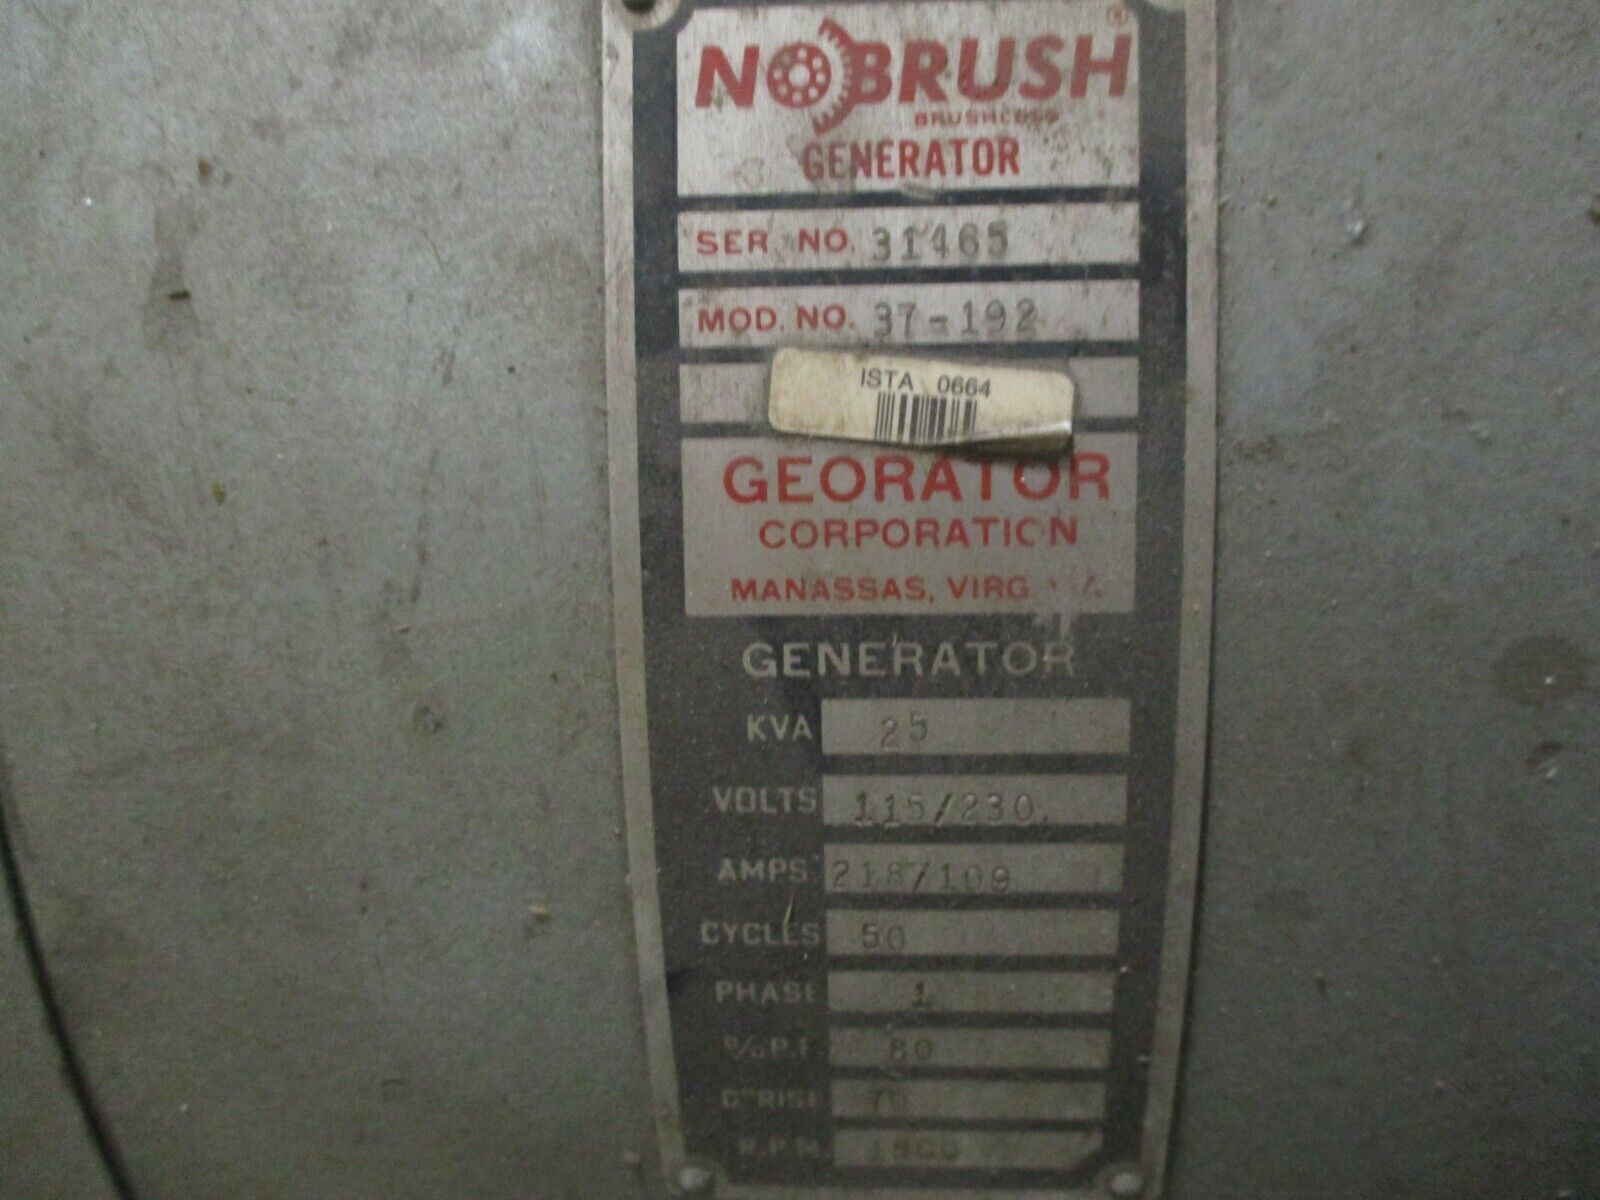 NOBRUSH ®
BRUSHLESS
GENERATOR
SER. NO. 31465
MOD. NO. 37-192
ISTA 0664
GEORATOR
CORPORATION
MANASSAS,
GENERATOR
KVA 25
VOLTS 115/230
AMPS. 218/109
CYCLES 50
PHASE 1
% P.F. 80
C° RISE
R.P.M.